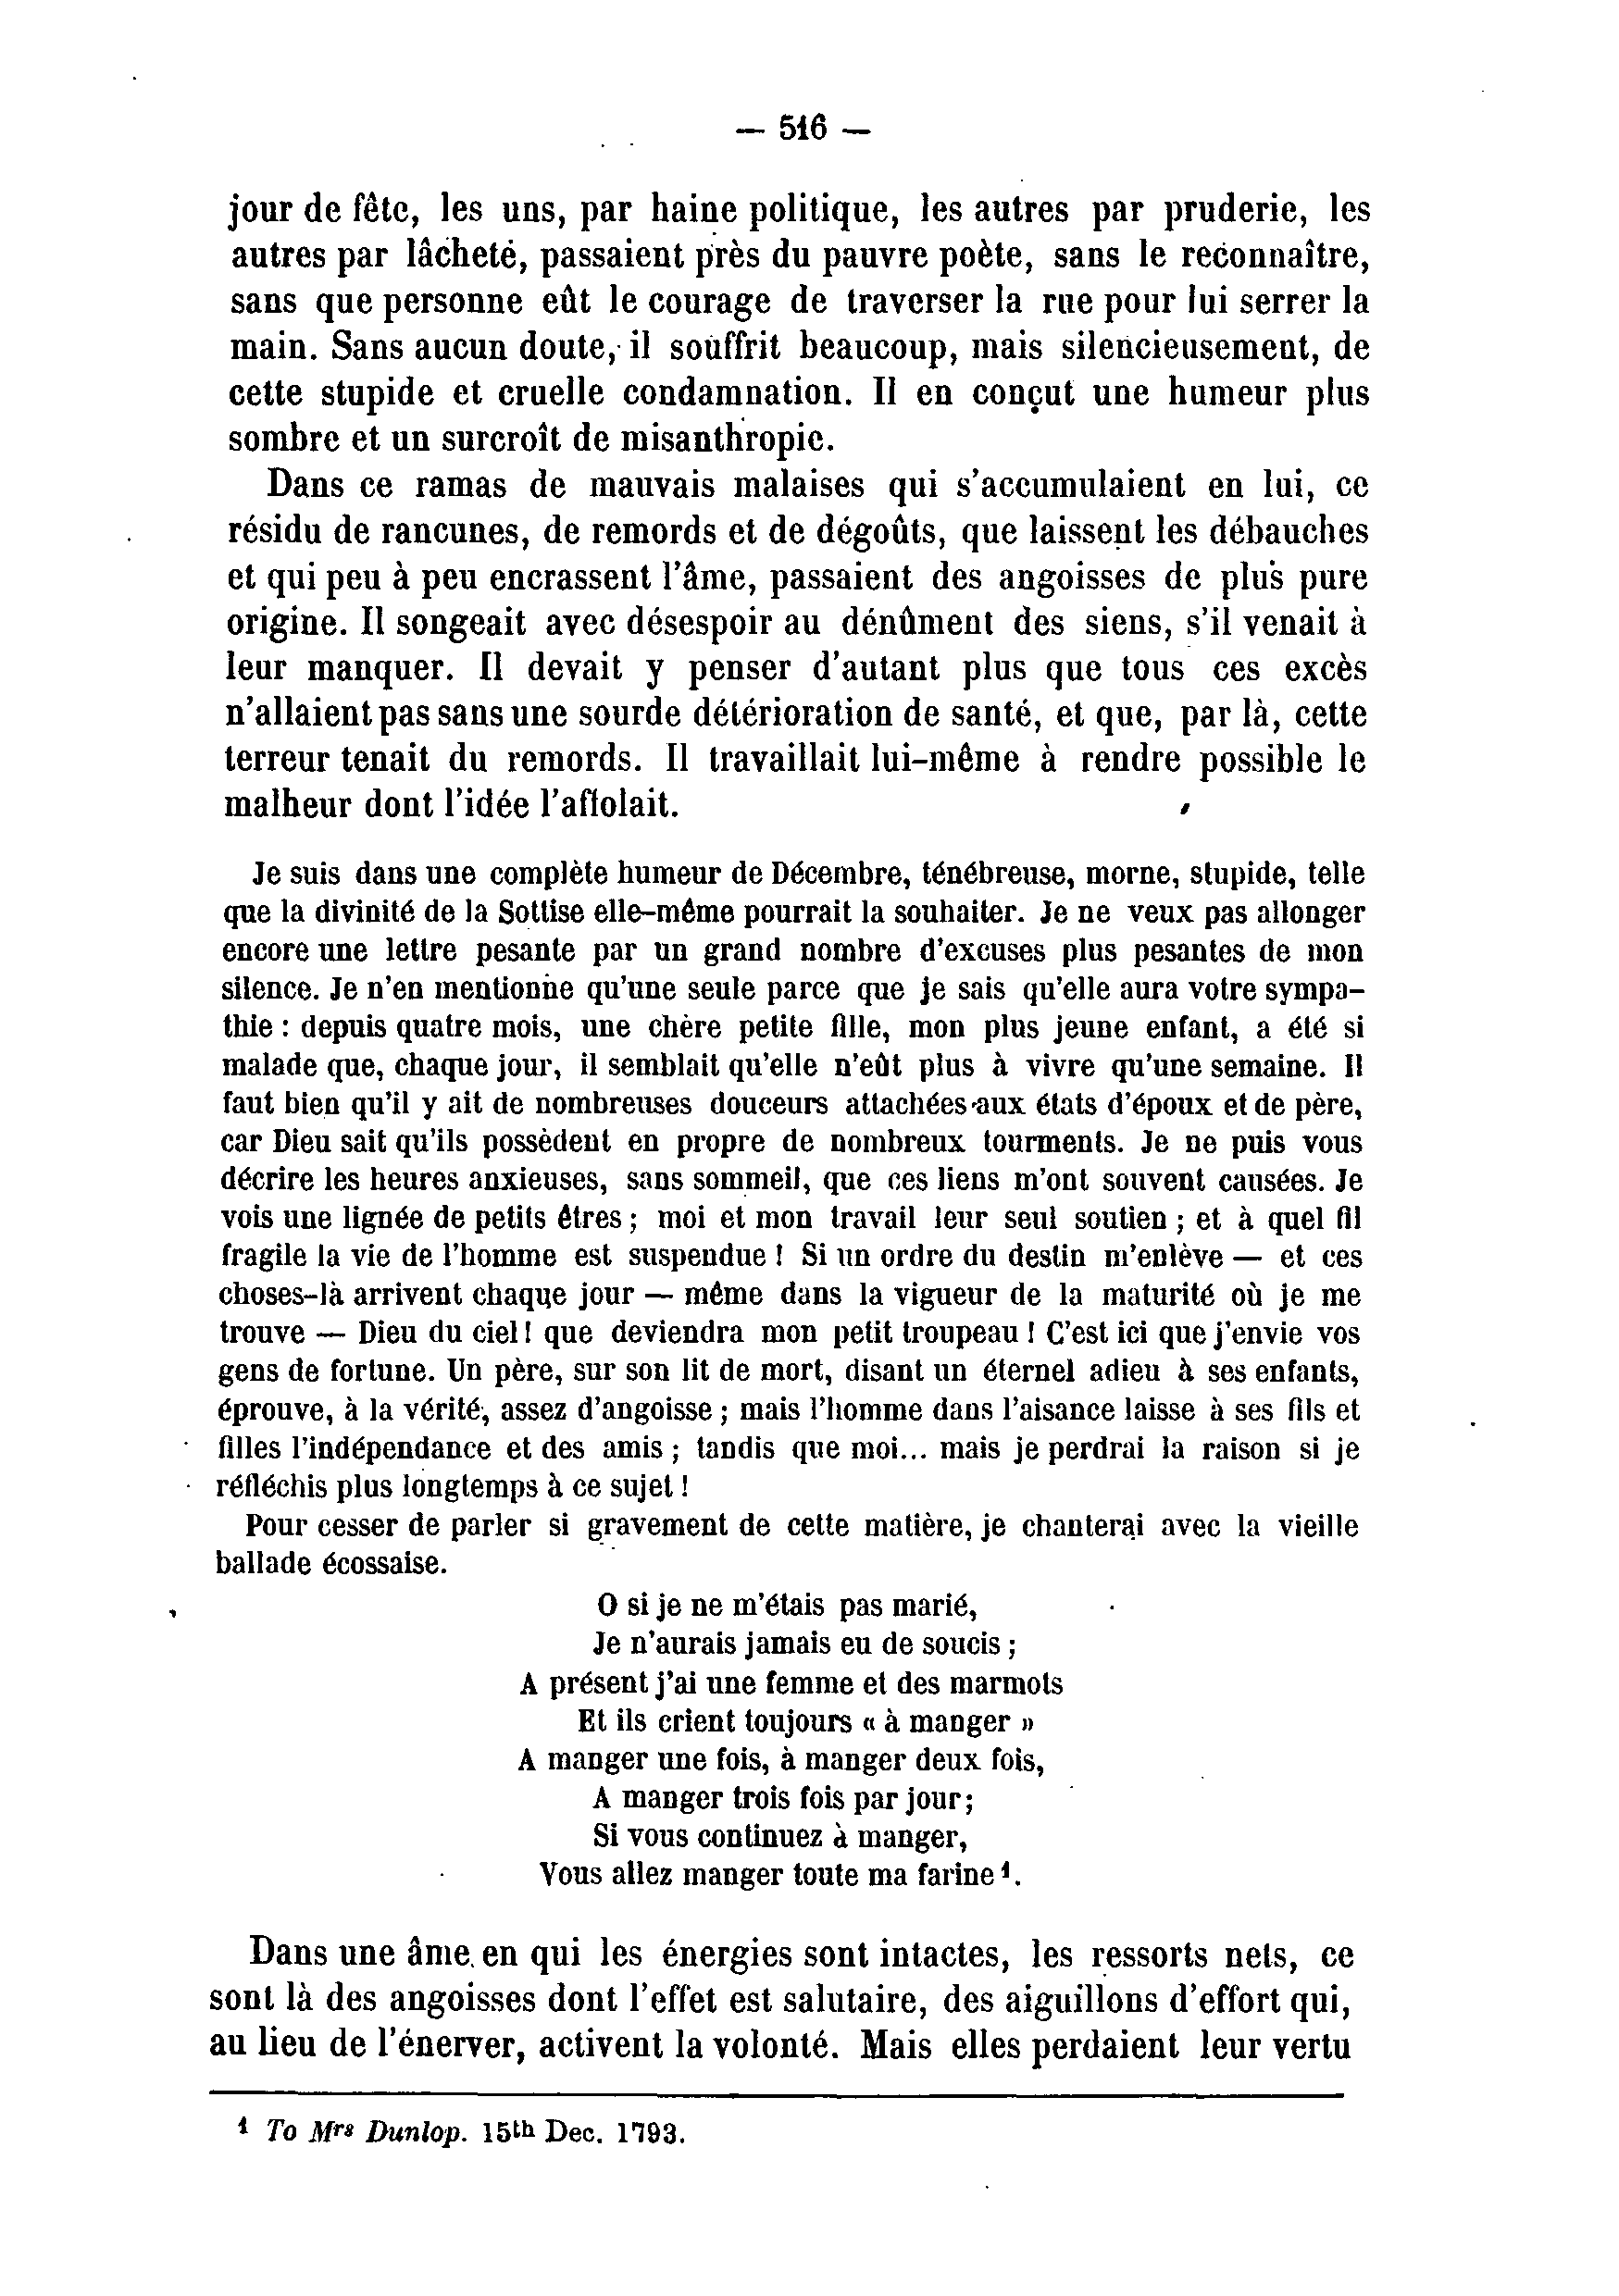 — 516 —
jour de fête, les uns, par haine politique, les autres par pruderie, les
autres par lâcheté, passaient près du pauvre poète, sans le reconnaître,
sans que personne eût le courage de traverser la rue pour lui serrer la
main. Sans aucun doute, il souffrit beaucoup, mais silencieusement, de
cette stupide et cruelle condamnation. Il en conçut une humeur plus
sombre et un surcroît de misanthropie.
Dans ce ramas de mauvais malaises qui s'accumulaient en lui, ce
résidu de rancunes, de remords et de dégoûts, que laissent les débauches
et qui peu à peu encrassent l'âme, passaient des angoisses de plus pure
origine. Il songeait avec désespoir au dénûment des siens, s'il venait à
leur manquer. Il devait y penser d'autant plus que tous ces excès
n'allaient pas sans une sourde détérioration de santé, et que, par là, cette
terreur tenait du remords. Il travaillait lui-même à rendre possible le
malheur dont l'idée l'affolait.
Je suis dans une complète humeur de Décembre, ténébreuse, morne, stupide, telle
que la divinité de la Sottise elle-même pourrait la souhaiter. Je ne veux pas allonger
encore une lettre pesante par un grand nombre d'excuses plus pesantes de mon
silence. Je n'en mentionne qu'une seule parce que je sais qu'elle aura votre sympa-
thie : depuis quatre mois, une chère petite fille, mon plus jeune enfant, a été si
malade que, chaque jour, il semblait qu'elle n'eût plus à vivre qu'une semaine. Il
faut bien qu'il y ait de nombreuses douceurs attachées aux états d'époux et de père,
car Dieu sait qu'ils possèdent en propre de nombreux tourments. Je ne puis vous
décrire les heures anxieuses, sans sommeil, que ces liens m'ont souvent causées. Je
vois une lignée de petits êtres ; moi et mon travail leur seul soutien ; et à quel fil
fragile la vie de l'homme est suspendue ! Si un ordre du destin m'enlève — et ces
choses-là arrivent chaque jour — même dans la vigueur de la maturité où je me
trouve — Dieu du ciel ! que deviendra mon petit troupeau ! C'est ici que j'envie vos
gens de fortune. Un père, sur son lit de mort, disant un éternel adieu à ses enfants,
éprouve, à la vérité, assez d'angoisse ; mais l'homme dans l'aisance laisse à ses fils et
filles l'indépendance et des amis ; tandis que moi... mais je perdrai la raison si je
réfléchis plus longtemps à ce sujet !
Pour cesser de parler si gravement de cette matière, je chanterai avec la vieille
ballade écossaise.
O si je ne m'étais pas marié,
Je n'aurais jamais eu de soucis ;
A présent j'ai une femme et des marmots
Et ils crient toujours « à manger »
A manger une fois, à manger deux fois,
A manger trois fois par jour ;
Si vous continuez à manger,
Vous allez manger toute ma farine ¹.
Dans une âme en qui les énergies sont intactes, les ressorts nets, ce
sont là des angoisses dont l'effet est salutaire, des aiguillons d'effort qui,
au lieu de l'énerver, activent la volonté. Mais elles perdaient leur vertu
¹ To Mrs Dunlop. 15th Dec. 1793.